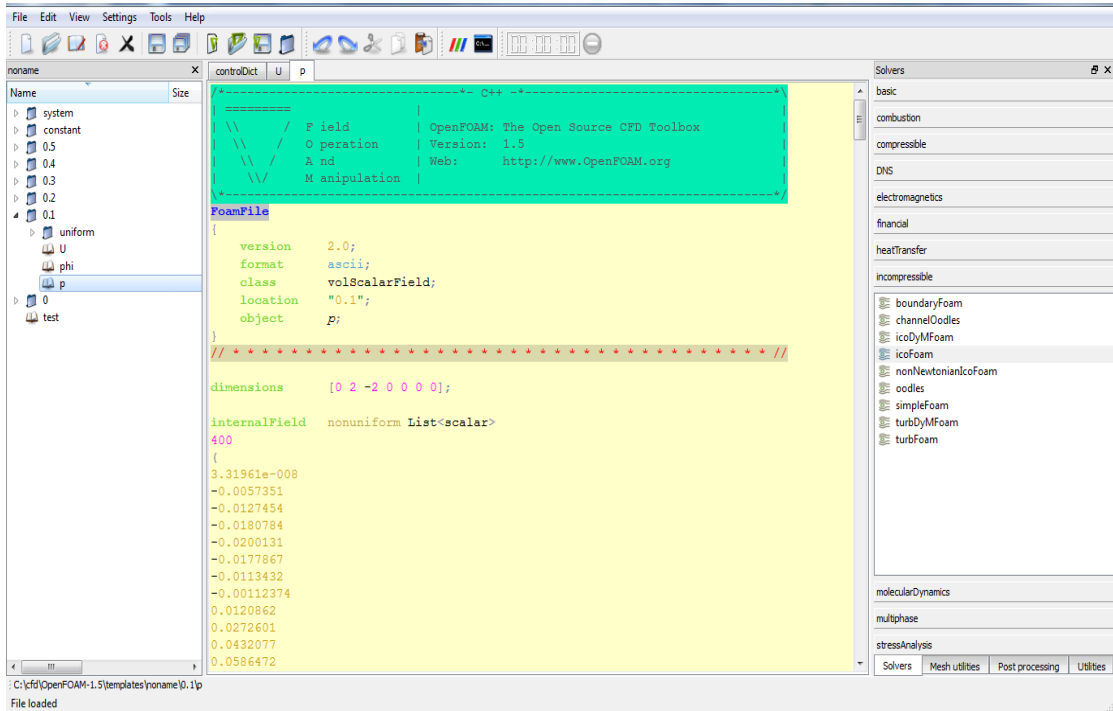 File Edit View Settings Tools Help
noname X
Name Size
system
constant
0.5
0.4
0.3
0.2
0.1
uniform
U
phi
p
0
test
controlDict U p
/*--------------------------------*- C++ -*----------------------------------*\
| ========= | |
| \\ / F ield | OpenFOAM: The Open Source CFD Toolbox |
| \\ / O peration | Version: 1.5 |
| \\ / A nd | Web: http://www.OpenFOAM.org |
| \\/ M anipulation | |
\*---------------------------------------------------------------------------*/
FoamFile
{
version 2.0;
format ascii;
class volScalarField;
location "0.1";
object p;
}
// * * * * * * * * * * * * * * * * * * * * * * * * * * * * * * * * * * * * * //
dimensions [0 2 -2 0 0 0 0];
internalField nonuniform List<scalar>
400
(
3.31961e-008
-0.0057351
-0.0127454
-0.0180784
-0.0200131
-0.0177867
-0.0113432
-0.00112374
0.0120862
0.0272601
0.0432077
0.0586472
Solvers
basic
combustion
compressible
DNS
electromagnetics
financial
heatTransfer
incompressible
boundaryFoam
channelOodles
icoDyMFoam
icoFoam
nonNewtonianIcoFoam
oodles
simpleFoam
turbDyMFoam
turbFoam
molecularDynamics
multiphase
stressAnalysis
Solvers Mesh utilities Post processing Utilities
C:\cfd\OpenFOAM-1.5\templates\noname\0.1\p
File loaded